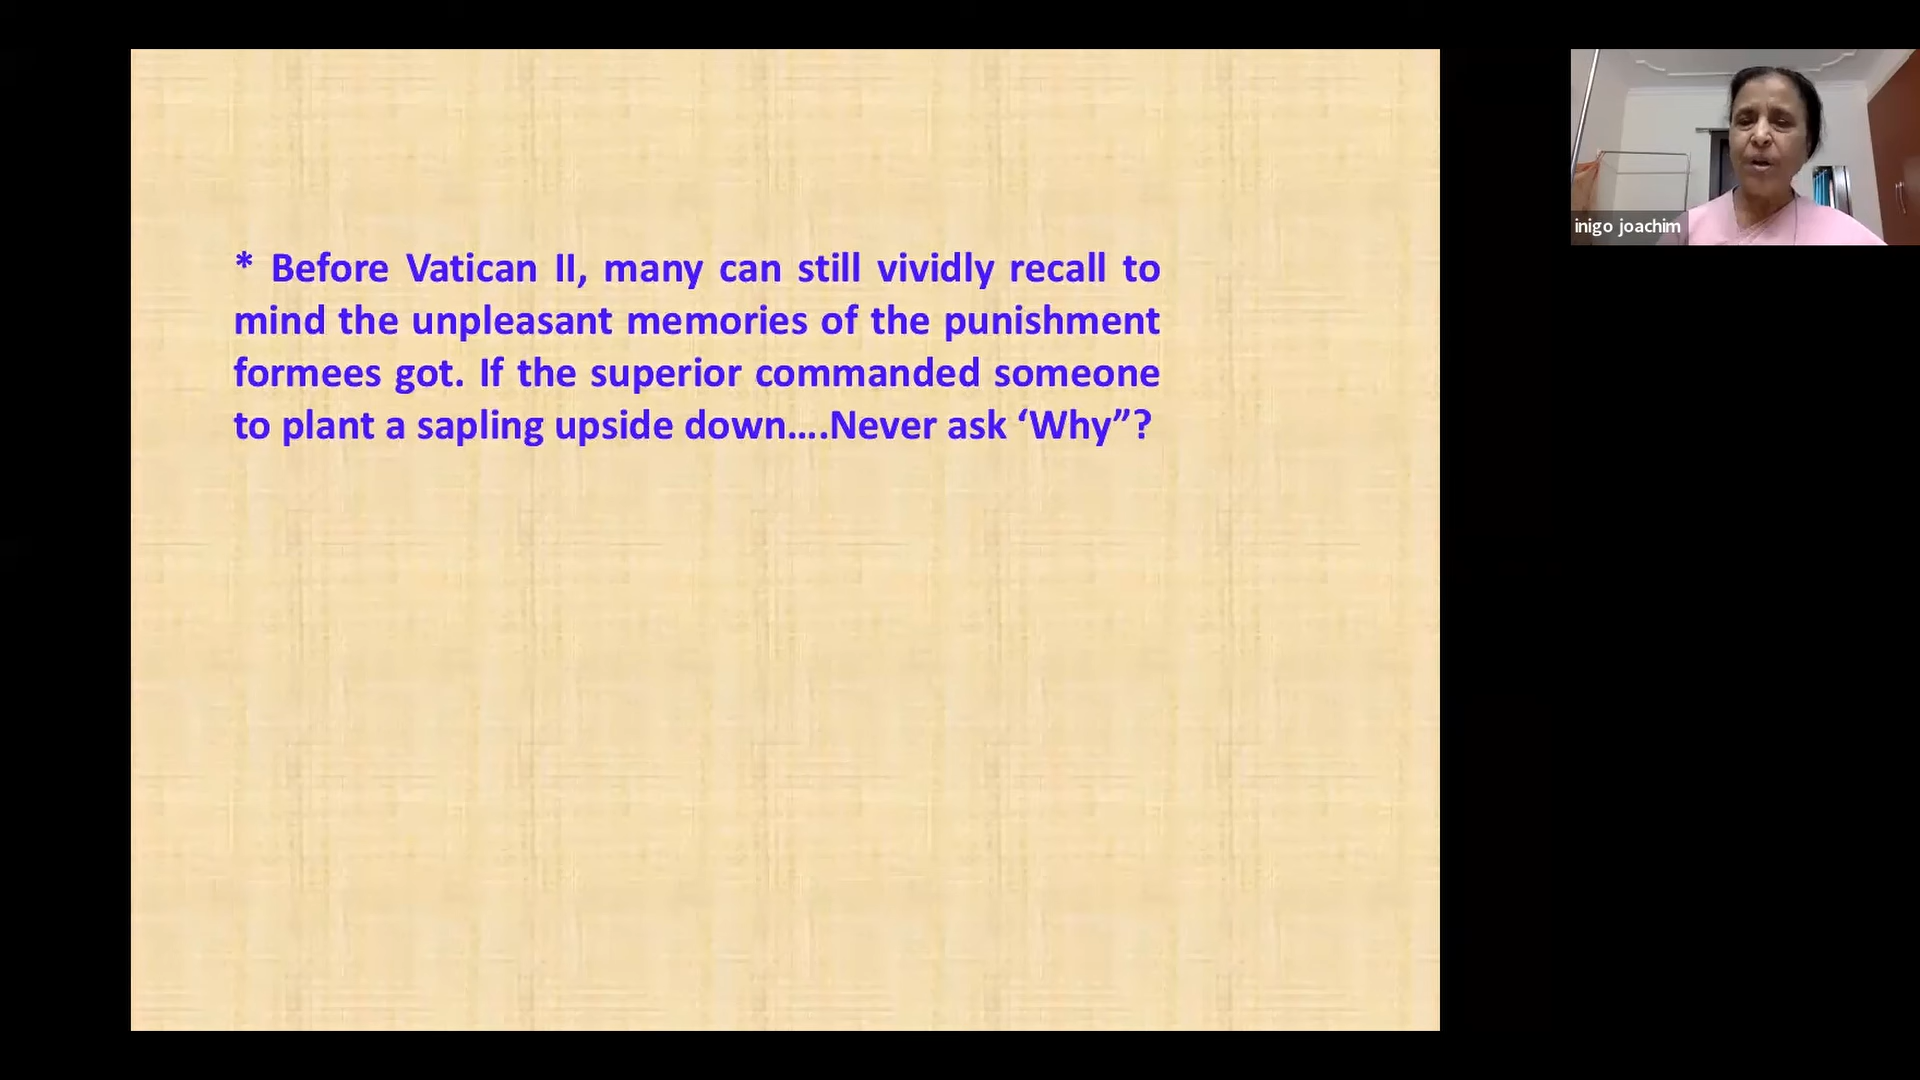 * Before Vatican II, many can still vividly recall to
mind the unpleasant memories of the punishment
formees got. If the superior commanded someone
to plant a sapling upside down....Never ask ‘Why”?
inigo joachim